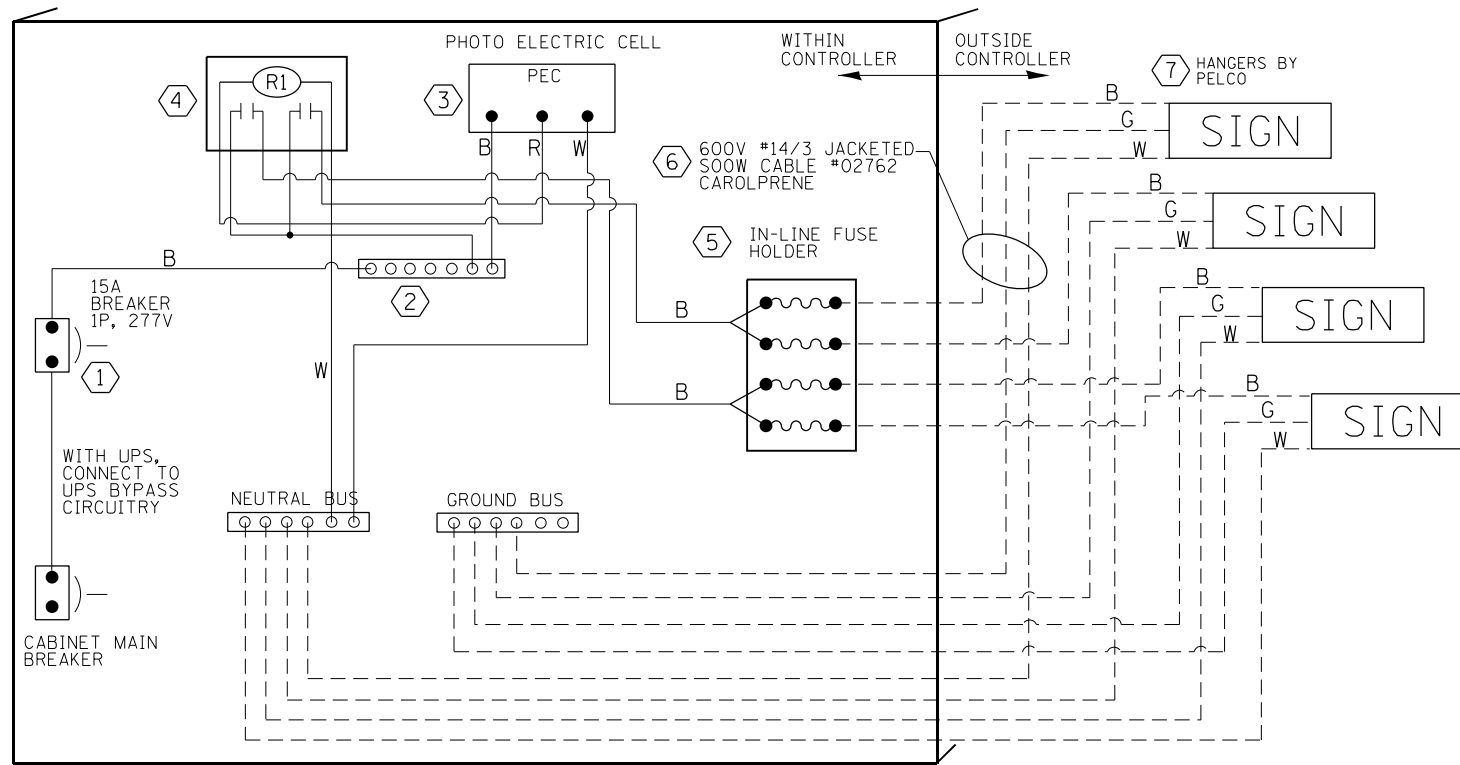 PHOTO ELECTRIC CELL
WITHIN
CONTROLLER
OUTSIDE
CONTROLLER
7
HANGERS BY
PELCO
4
R1
3
PEC
B
R
W
6
600V #14/3 JACKETED
SOOW CABLE #02762
CAROLPRENE
B
G
W
SIGN
B
G
W
SIGN
5
IN-LINE FUSE
HOLDER
B
2
15A
BREAKER
1P, 277V
1
B
B
W
B
G
W
SIGN
B
G
W
SIGN
WITH UPS,
CONNECT TO
UPS BYPASS
CIRCUITRY
NEUTRAL BUS
GROUND BUS
CABINET MAIN
BREAKER